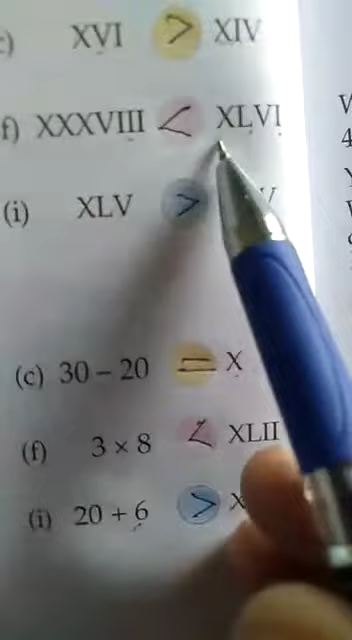 XVI > XIV
f) XXXVIII < XLVI
(i) XLV >
(c) 30 – 20 = X
(f) 3 × 8 < XLII
(i) 20 + 6 >